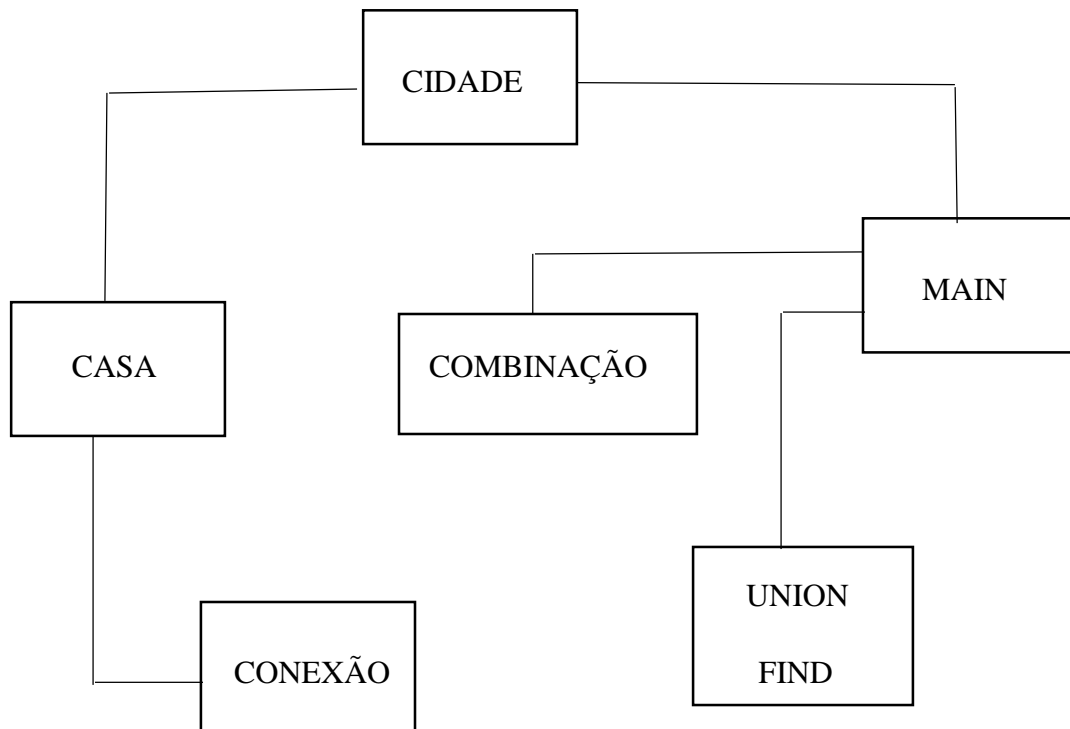 CIDADE
MAIN
CASA
COMBINAÇÃO
UNION
FIND
CONEXÃO